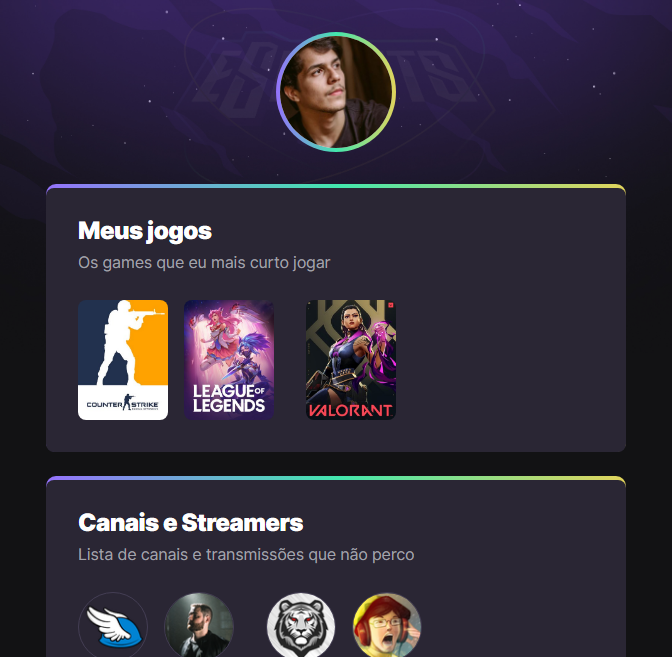 ESPORTS
Meus jogos
Os games que eu mais curto jogar
COUNTER STRIKE
LEAGUE OF
LEGENDS
VALORANT
Canais e Streamers
Lista de canais e transmissões que não perco